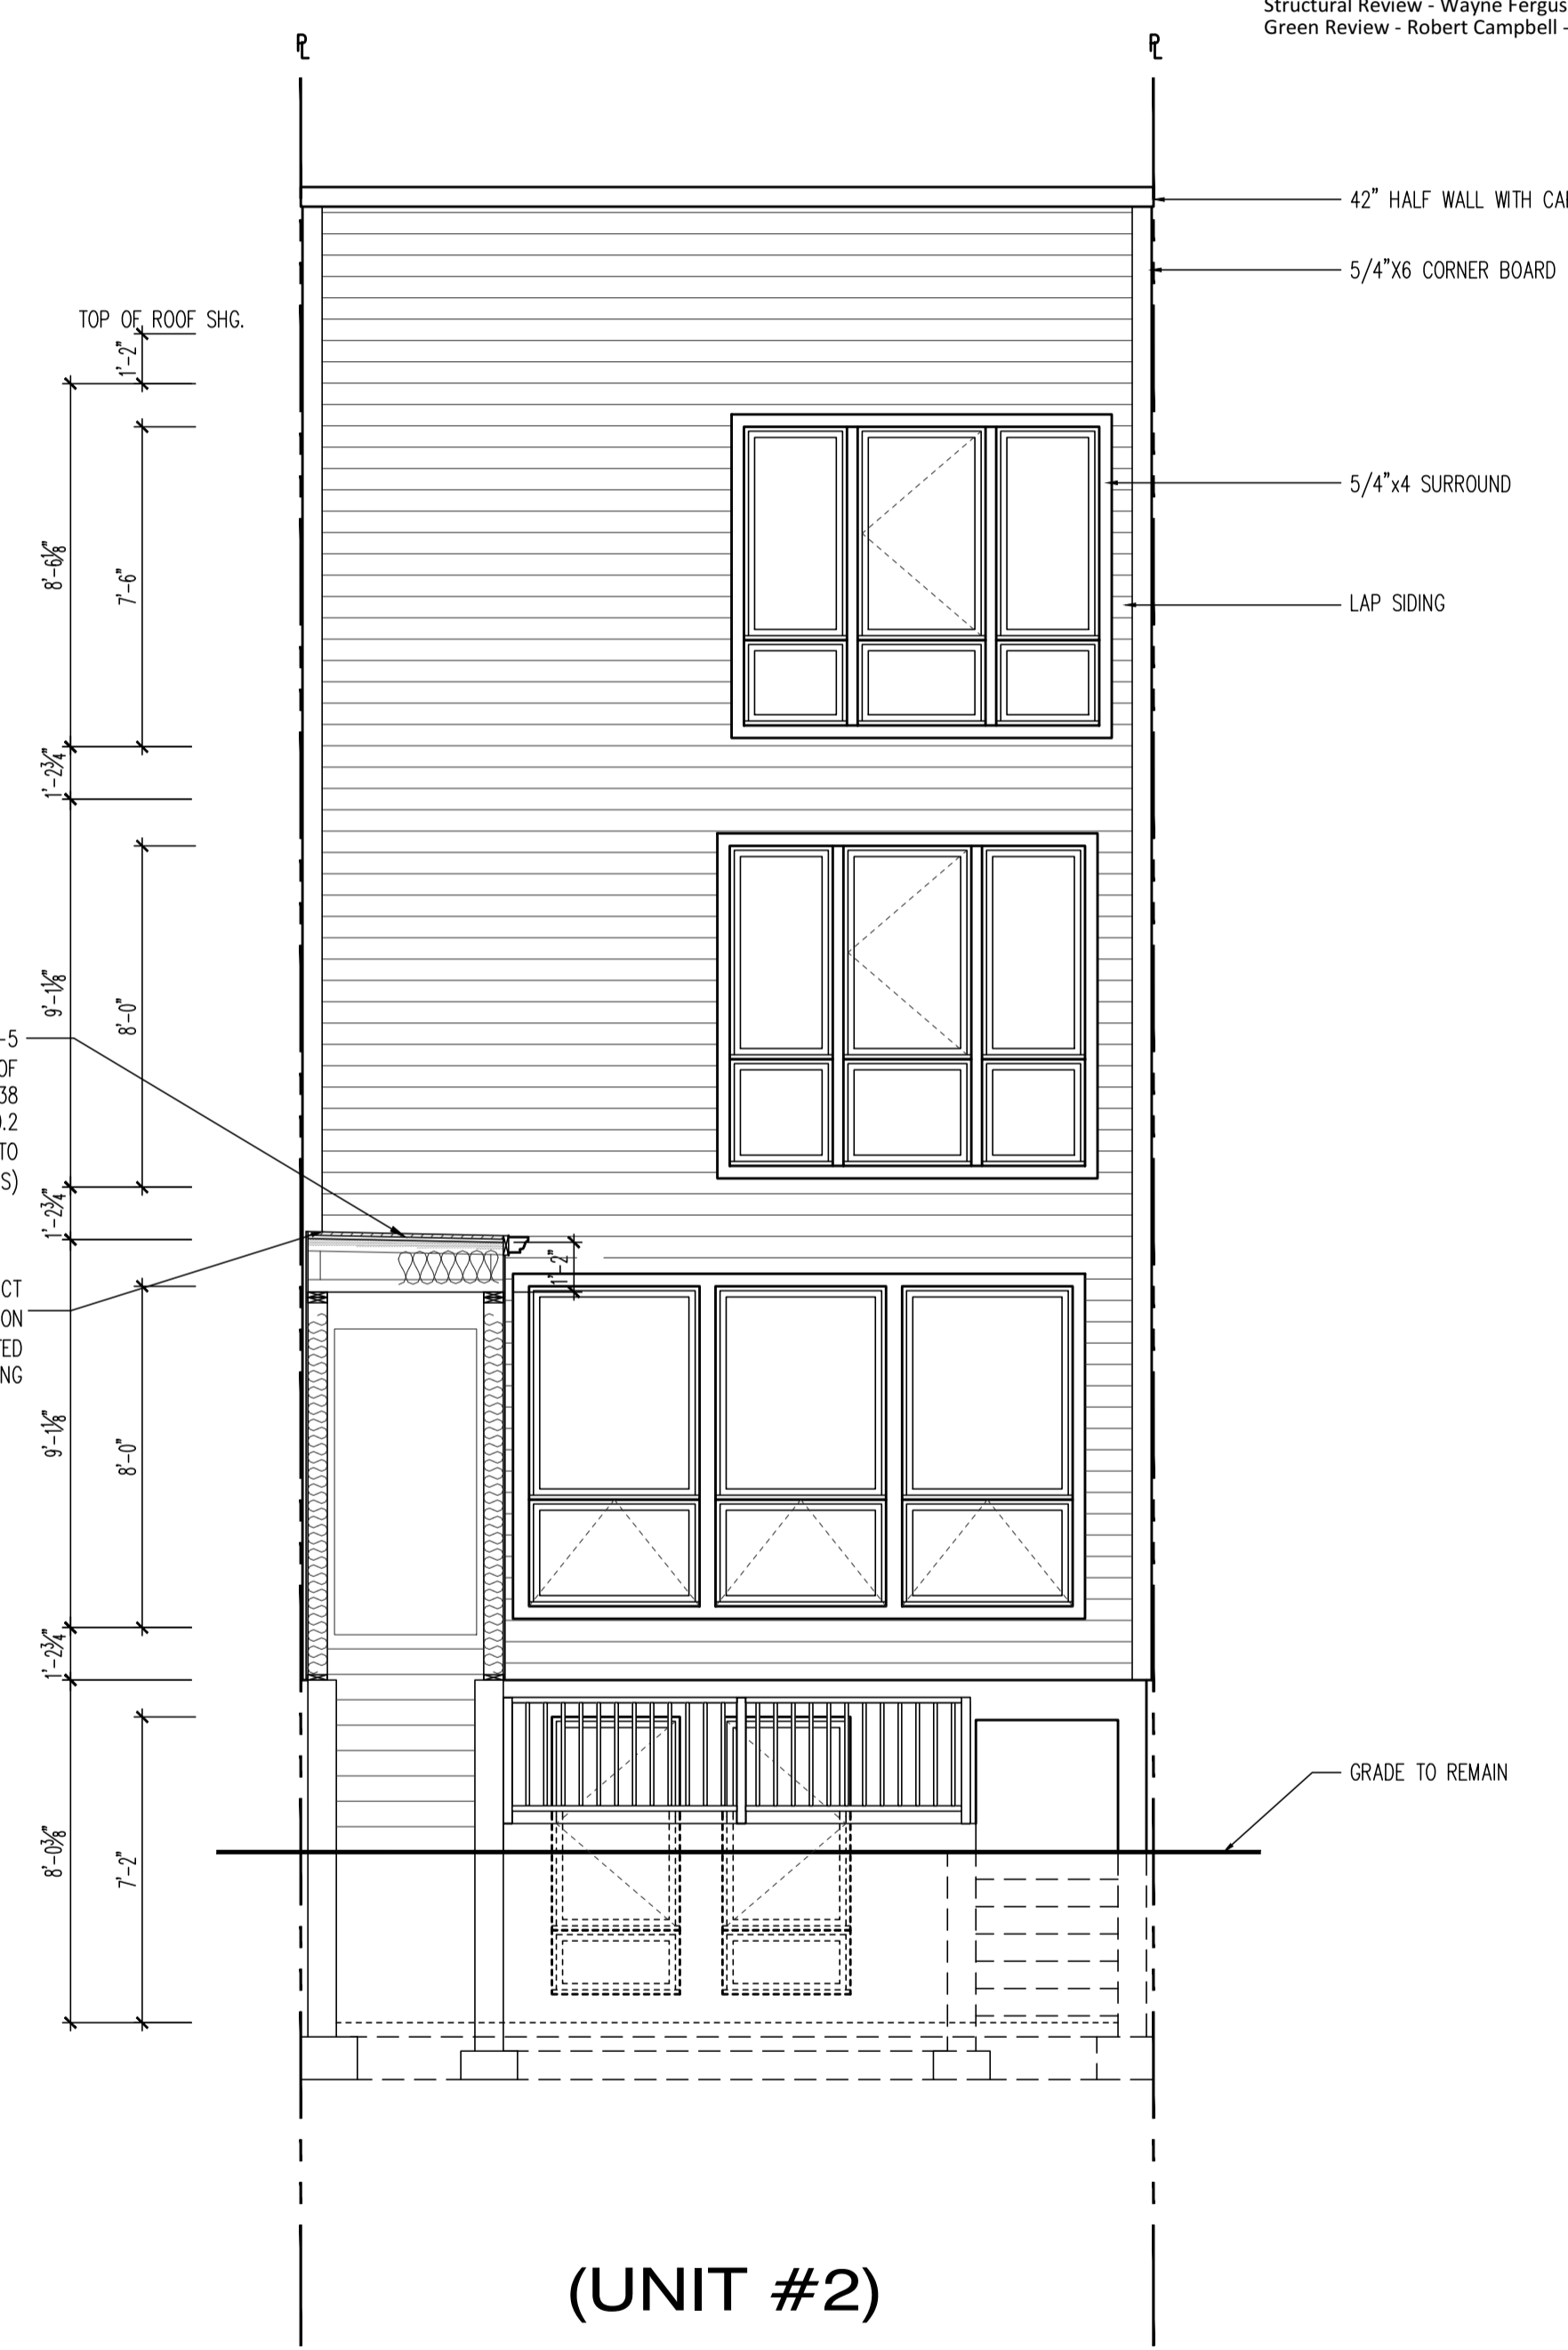 Structural Review - Wayne Fergus
Green Review - Robert Campbell -
PL
PL
42" HALF WALL WITH
5/4"X6 CORNER BOARD
TOP OF ROOF SHG.
1'-2"
5/4"x4 SURROUND
8'-6⅛"
7'-6"
LAP SIDING
1'-2¾"
9'-1⅛"
8'-0"
-5
OF
38
0.2
TO
S)
1'-2¾"
1'-2"
CT
ON
TED
NG
9'-1⅛"
8'-0"
1'-2¾"
GRADE TO REMAIN
8'-0⅜"
7'-2"
(UNIT #2)